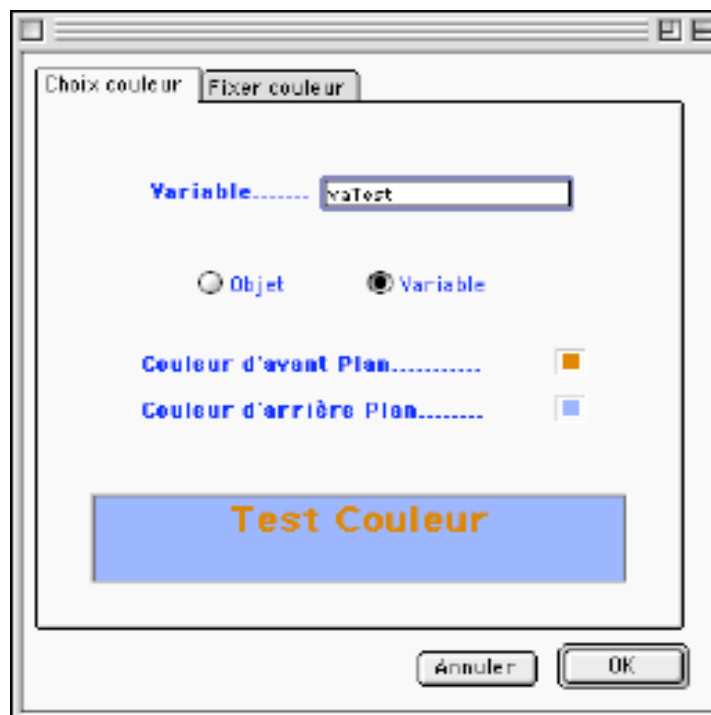 Choix couleur Fixer couleur
Variable....... vaTest
Objet Variable
Couleur d'avant Plan...........
Couleur d'arrière Plan........
Test Couleur
Annuler OK